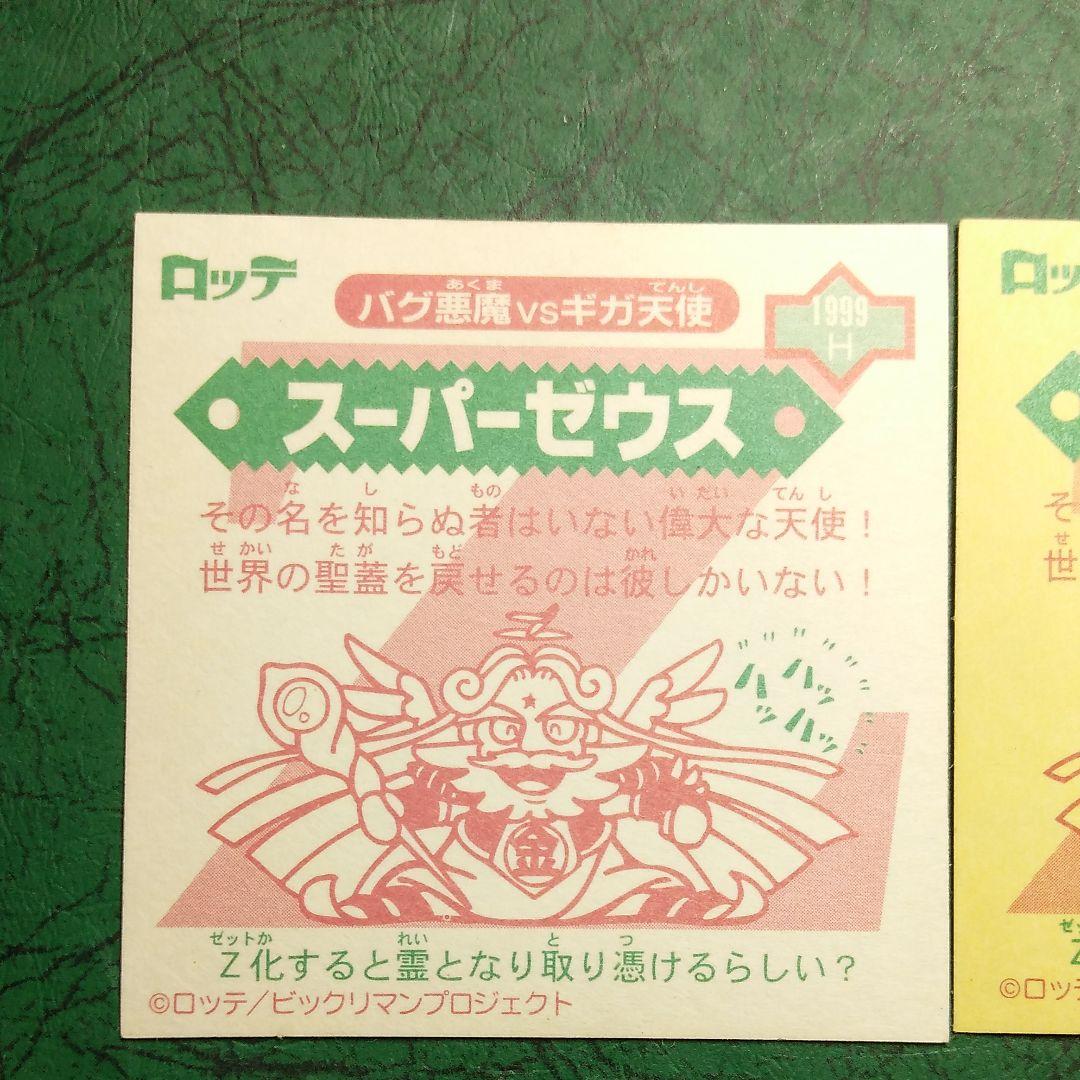 ロッテ
バグ悪魔vsギガ天使
あくま
てんし
1999
H
スーパーゼウス
な し もの いだい てんし
その名を知らぬ者はいない偉大な天使！
せかい たが もど かれ
世界の聖蓋を戻せるのは彼しかいない！
ハッハッハッ
金
ゼットか れい と つ
Z化すると霊となり取り憑けるらしい？
©ロッテ/ビックリマンプロジェクト
ロッ
そ
せ
世
©ロッテ